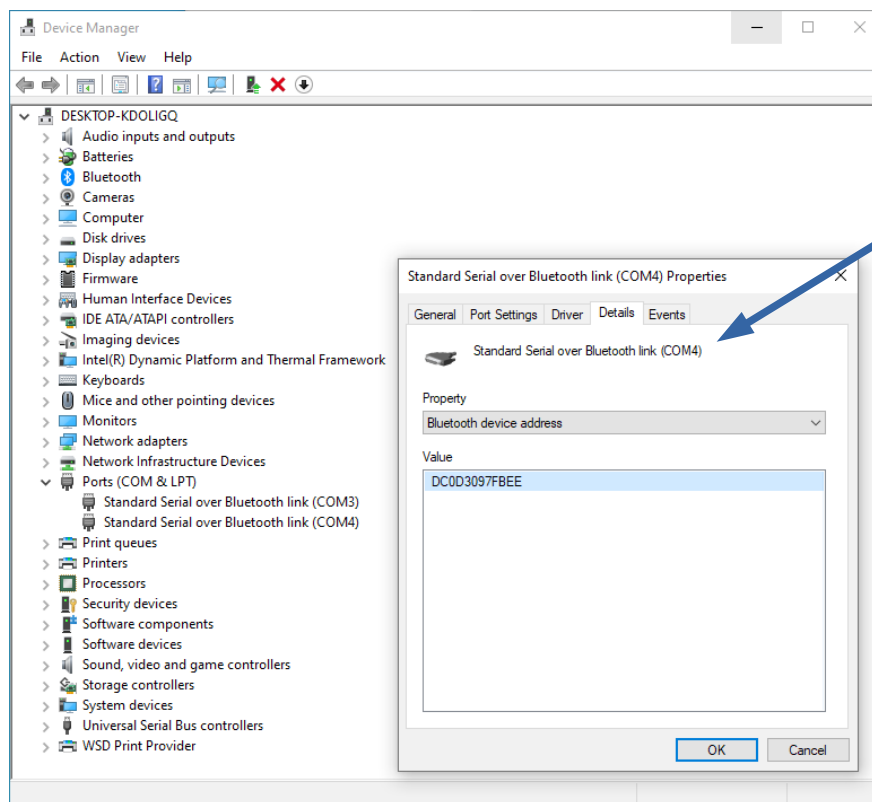 Device Manager
File Action View Help
DESKTOP-KDOLIGQ
Audio inputs and outputs
Batteries
Bluetooth
Cameras
Computer
Disk drives
Display adapters
Firmware
Human Interface Devices
IDE ATA/ATAPI controllers
Imaging devices
Intel(R) Dynamic Platform and Thermal Framework
Keyboards
Mice and other pointing devices
Monitors
Network adapters
Network Infrastructure Devices
Ports (COM & LPT)
Standard Serial over Bluetooth link (COM3)
Standard Serial over Bluetooth link (COM4)
Print queues
Printers
Processors
Security devices
Software components
Software devices
Sound, video and game controllers
Storage controllers
System devices
Universal Serial Bus controllers
WSD Print Provider
Standard Serial over Bluetooth link (COM4) Properties
General Port Settings Driver Details Events
Standard Serial over Bluetooth link (COM4)
Property
Bluetooth device address
Value
DC0D3097FBEE
OK Cancel